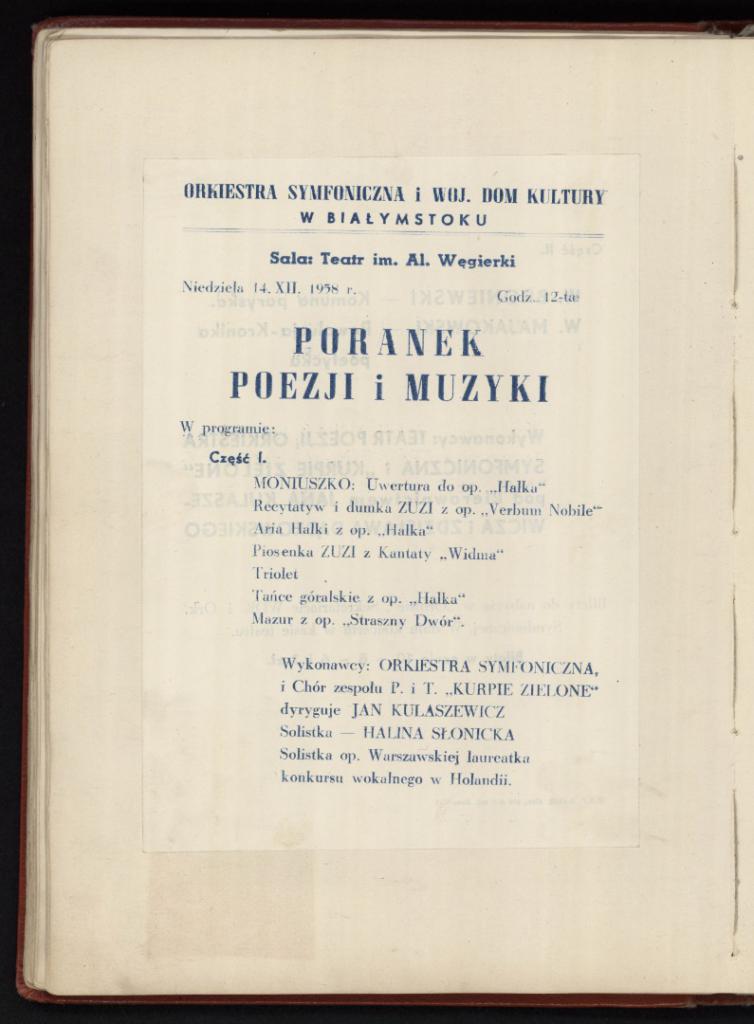 ORKIESTRA SYMFONICZNA i WOJ. DOM KULTURY
W BIAŁYMSTOKU
Sala: Teatr im. Al. Węgierki
Niedziela 14. XII. 1958 r.
Godz. 12-ta
PORANEK
POEZJI i MUZYKI
W programie:
Część I.
MONIUSZKO: Uwertura do op. „Halka“
Recytatyw i dumka ZUZI z op. „Verbum Nobile“
Aria Halki z op. „Halka“
Piosenka ZUZI z Kantaty „Widma“
Triolet
Tańce góralskie z op. „Halka“
Mazur z op. „Straszny Dwór“.
Wykonawcy: ORKIESTRA SYMFONICZNA,
i Chór zespołu P. i T. „KURPIE ZIELONE“
dyryguje JAN KULASZEWICZ
Solistka — HALINA SŁONICKA
Solistka op. Warszawskiej laureatka
konkursu wokalnego w Holandii.